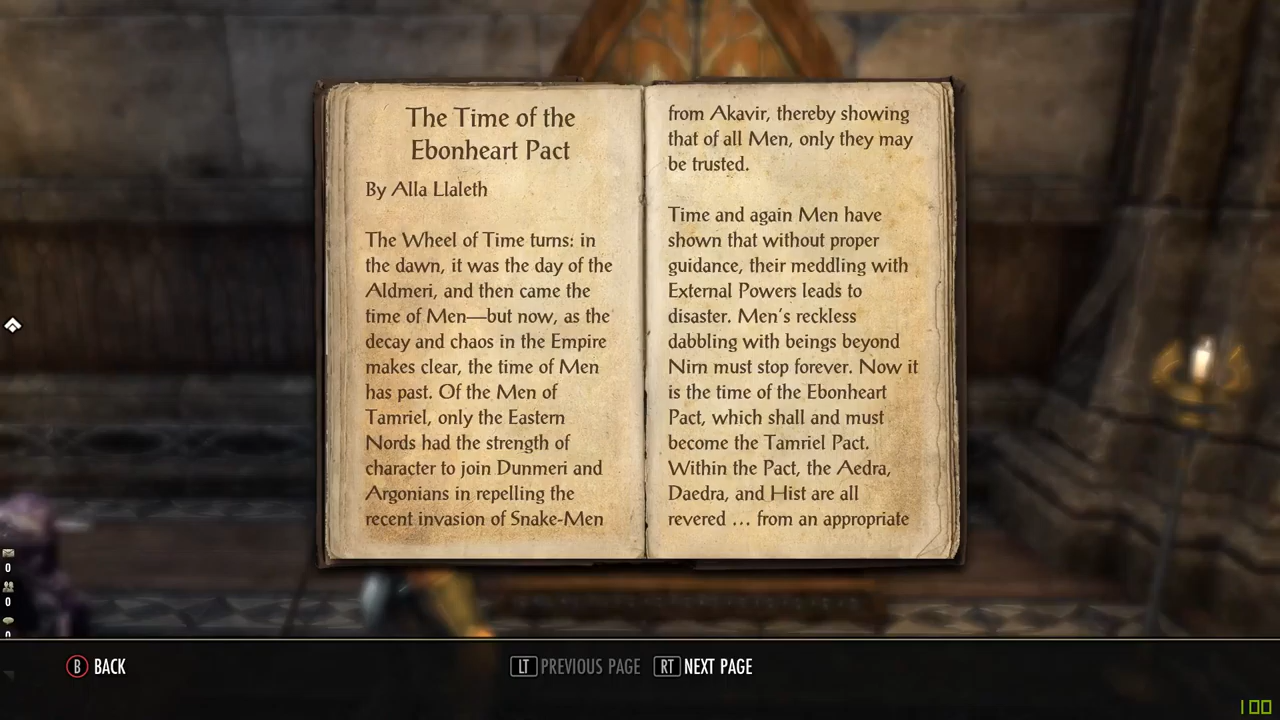 The Time of the
Ebonheart Pact
By Alla Llaleth
The Wheel of Time turns: in
the dawn, it was the day of the
Aldmeri, and then came the
time of Men—but now, as the
decay and chaos in the Empire
makes clear, the time of Men
has past. Of the Men of
Tamriel, only the Eastern
Nords had the strength of
character to join Dunmeri and
Argonians in repelling the
recent invasion of Snake-Men
from Akavir, thereby showing
that of all Men, only they may
be trusted.
Time and again Men have
shown that without proper
guidance, their meddling with
External Powers leads to
disaster. Men's reckless
dabbling with beings beyond
Nirn must stop forever. Now it
is the time of the Ebonheart
Pact, which shall and must
become the Tamriel Pact.
Within the Pact, the Aedra,
Daedra, and Hist are all
revered … from an appropriate
0
0
0
B BACK
LT PREVIOUS PAGE RT NEXT PAGE
100